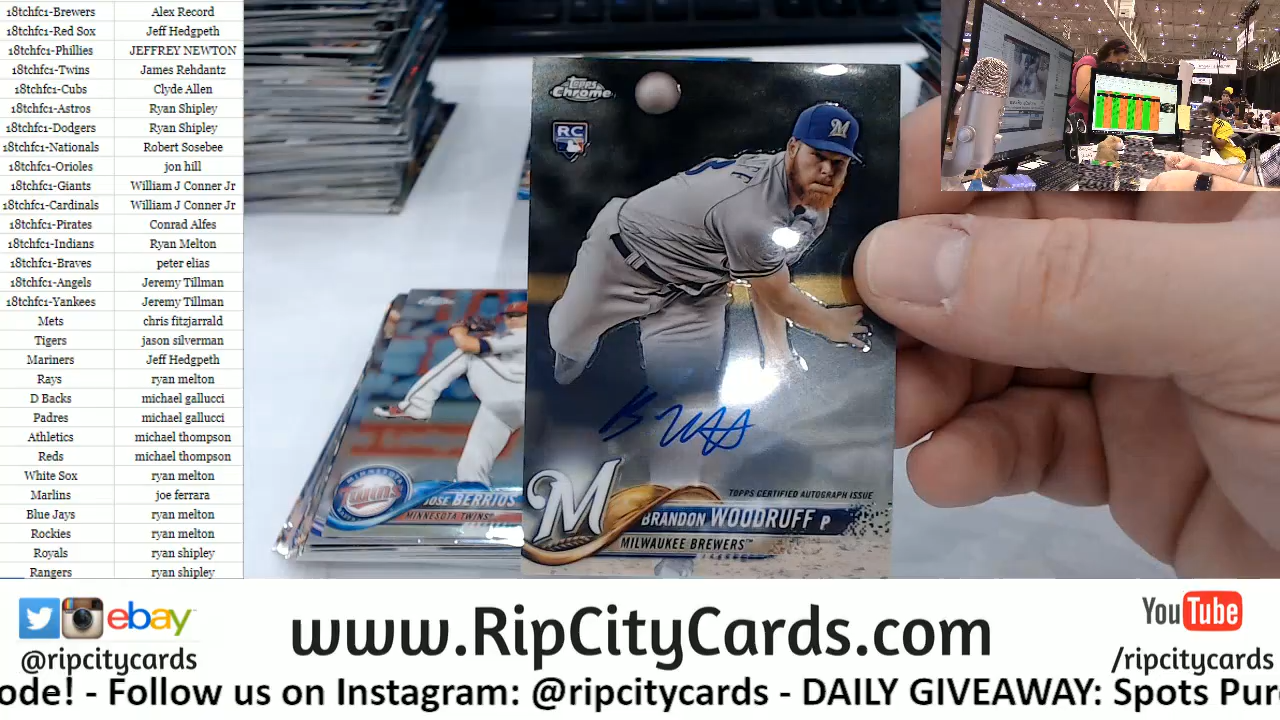 18tchfc1-Brewers Alex Record
18tchfc1-Red Sox Jeff Hedgpeth
18tchfc1-Phillies JEFFREY NEWTON
18tchfc1-Twins James Rehdantz
18tchfc1-Cubs Clyde Allen
18tchfc1-Astros Ryan Shipley
18tchfc1-Dodgers Ryan Shipley
18tchfc1-Nationals Robert Sosebee
18tchfc1-Orioles jon hill
18tchfc1-Giants William J Conner Jr
18tchfc1-Cardinals William J Conner Jr
18tchfc1-Pirates Conrad Alfes
18tchfc1-Indians Ryan Melton
18tchfc1-Braves peter elias
18tchfc1-Angels Jeremy Tillman
18tchfc1-Yankees Jeremy Tillman
Mets chris fitzjarrald
Tigers jason silverman
Mariners Jeff Hedgpeth
Rays ryan melton
D Backs michael gallucci
Padres michael gallucci
Athletics michael thompson
Reds michael thompson
White Sox ryan melton
Marlins joe ferrara
Blue Jays ryan melton
Rockies ryan melton
Royals ryan shipley
Rangers ryan shipley
Topps Chrome
RC
M
TOPPS CERTIFIED AUTOGRAPH ISSUE
M
BRANDON WOODRUFF P
MILWAUKEE BREWERS™
MINNESOTA
Twins
JOSE BERRIOS
MINNESOTA TWINS
ebay
@ripcitycards
www.RipCityCards.com
YouTube
/ripcitycards
ode! - Follow us on Instagram: @ripcitycards - DAILY GIVEAWAY: Spots Pur